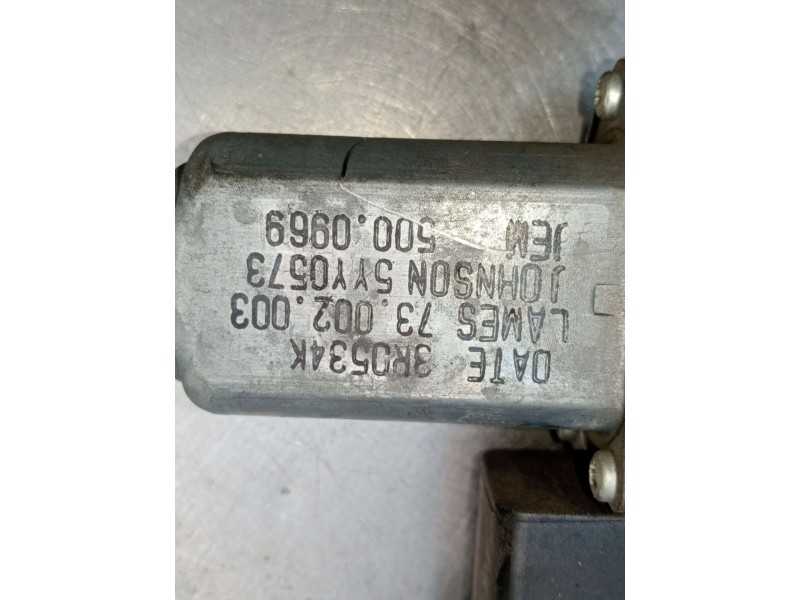 DATE 3R0534K
LAMES 73.002.003
JOHNSON 5YY0573
JEM 500.0969